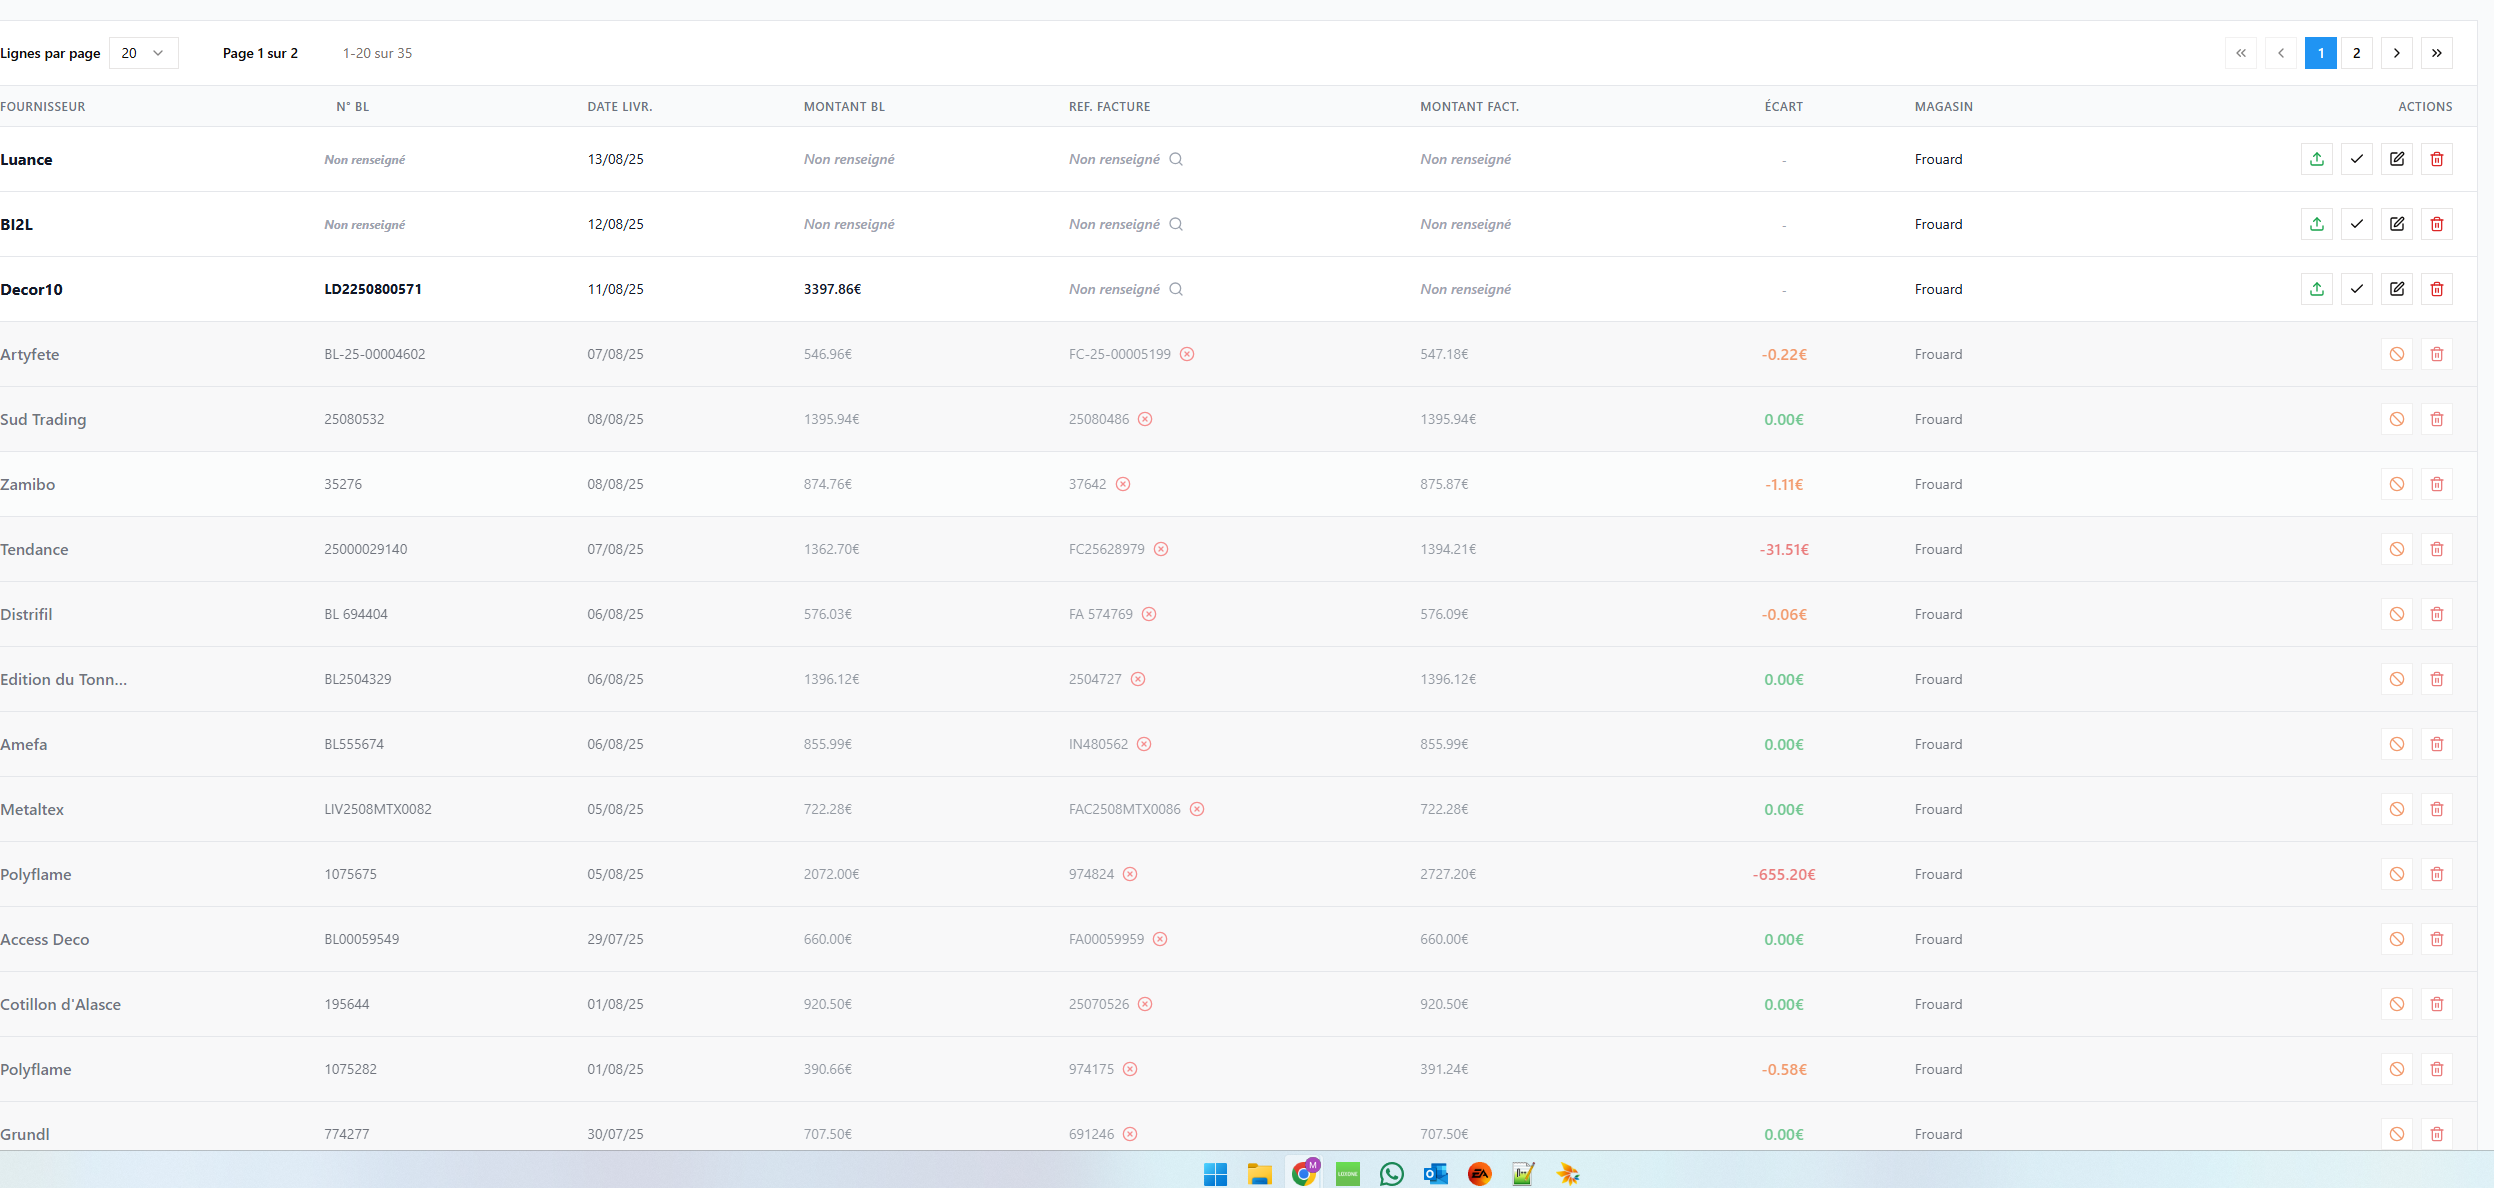 Lignes par page 20 Page 1 sur 2 1-20 sur 35 « ‹ 1 2 › »
FOURNISSEUR N° BL DATE LIVR. MONTANT BL REF. FACTURE MONTANT FACT. ÉCART MAGASIN ACTIONS
Luance Non renseigné 13/08/25 Non renseigné Non renseigné Non renseigné - Frouard
BI2L Non renseigné 12/08/25 Non renseigné Non renseigné Non renseigné - Frouard
Decor10 LD2250800571 11/08/25 3397.86€ Non renseigné Non renseigné - Frouard
Artyfete BL-25-00004602 07/08/25 546.96€ FC-25-00005199 547.18€ -0.22€ Frouard
Sud Trading 25080532 08/08/25 1395.94€ 25080486 1395.94€ 0.00€ Frouard
Zamibo 35276 08/08/25 874.76€ 37642 875.87€ -1.11€ Frouard
Tendance 25000029140 07/08/25 1362.70€ FC25628979 1394.21€ -31.51€ Frouard
Distrifil BL 694404 06/08/25 576.03€ FA 574769 576.09€ -0.06€ Frouard
Edition du Tonn... BL2504329 06/08/25 1396.12€ 2504727 1396.12€ 0.00€ Frouard
Amefa BL555674 06/08/25 855.99€ IN480562 855.99€ 0.00€ Frouard
Metaltex LIV2508MTX0082 05/08/25 722.28€ FAC2508MTX0086 722.28€ 0.00€ Frouard
Polyflame 1075675 05/08/25 2072.00€ 974824 2727.20€ -655.20€ Frouard
Access Deco BL00059549 29/07/25 660.00€ FA00059959 660.00€ 0.00€ Frouard
Cotillon d'Alasce 195644 01/08/25 920.50€ 25070526 920.50€ 0.00€ Frouard
Polyflame 1075282 01/08/25 390.66€ 974175 391.24€ -0.58€ Frouard
Grundl 774277 30/07/25 707.50€ 691246 707.50€ 0.00€ Frouard
M
EA